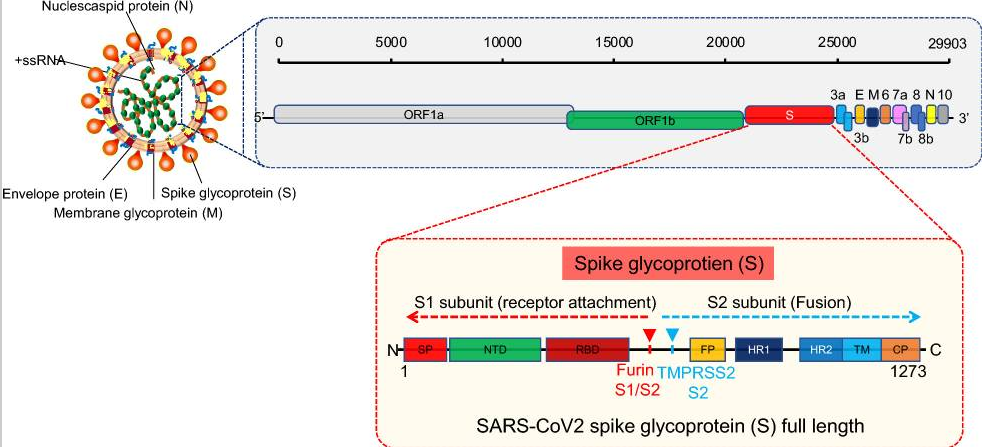 Nuclescaspid protein (N)
+ssRNA
Envelope protein (E)
Spike glycoprotein (S)
Membrane glycoprotein (M)
0 5000 10000 15000 20000 25000 29903
3a E M 6 7a 8 N 10
5' ORF1a ORF1b S 3'
3b 7b 8b
Spike glycoprotien (S)
S1 subunit (receptor attachment) S2 subunit (Fusion)
N SP NTD RBD FP HR1 HR2 TM CP C
1 1273
Furin TMPRSS2
S1/S2 S2
SARS-CoV2 spike glycoprotein (S) full length